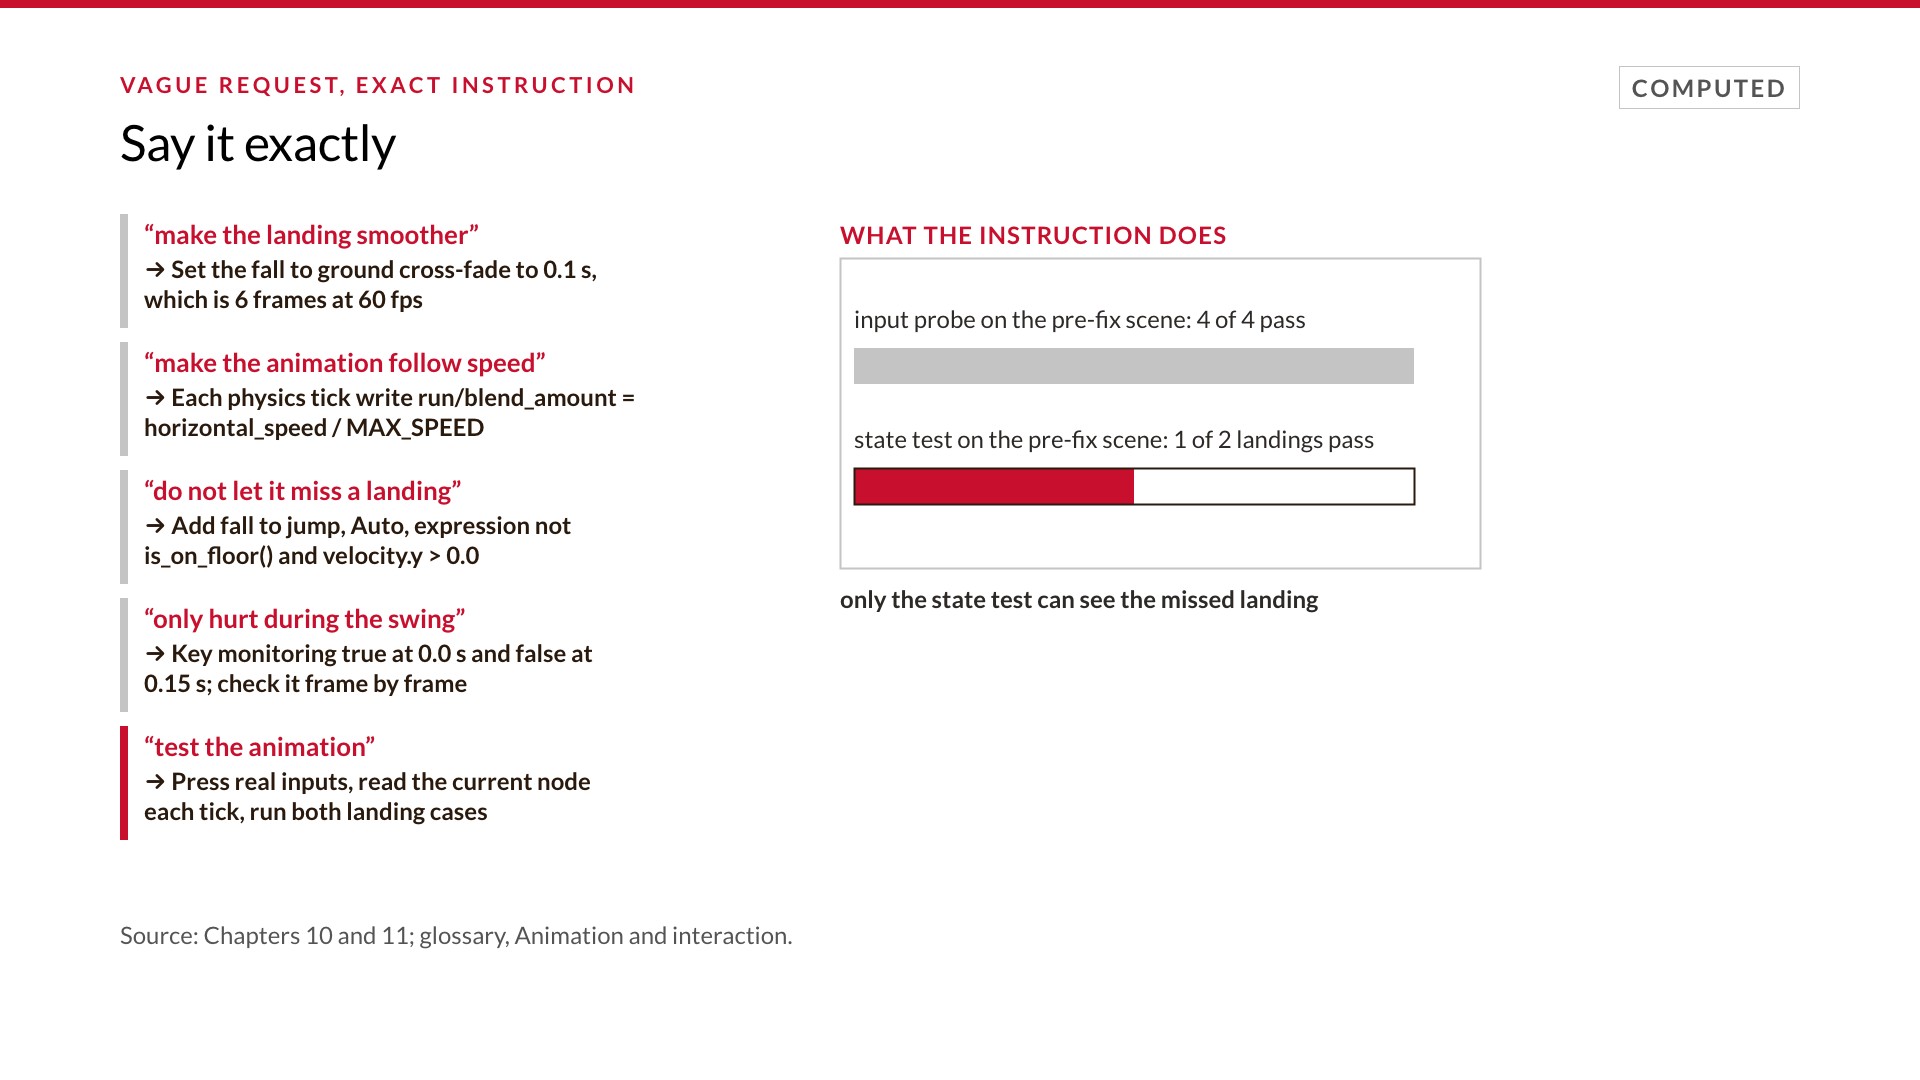 VAGUE REQUEST, EXACT INSTRUCTION
COMPUTED
Say it exactly
“make the landing smoother”
→ Set the fall to ground cross-fade to 0.1 s,
which is 6 frames at 60 fps
“make the animation follow speed”
→ Each physics tick write run/blend_amount =
horizontal_speed / MAX_SPEED
“do not let it miss a landing”
→ Add fall to jump, Auto, expression not
is_on_floor() and velocity.y > 0.0
“only hurt during the swing”
→ Key monitoring true at 0.0 s and false at
0.15 s; check it frame by frame
“test the animation”
→ Press real inputs, read the current node
each tick, run both landing cases
WHAT THE INSTRUCTION DOES
input probe on the pre-fix scene: 4 of 4 pass
state test on the pre-fix scene: 1 of 2 landings pass
only the state test can see the missed landing
Source: Chapters 10 and 11; glossary, Animation and interaction.